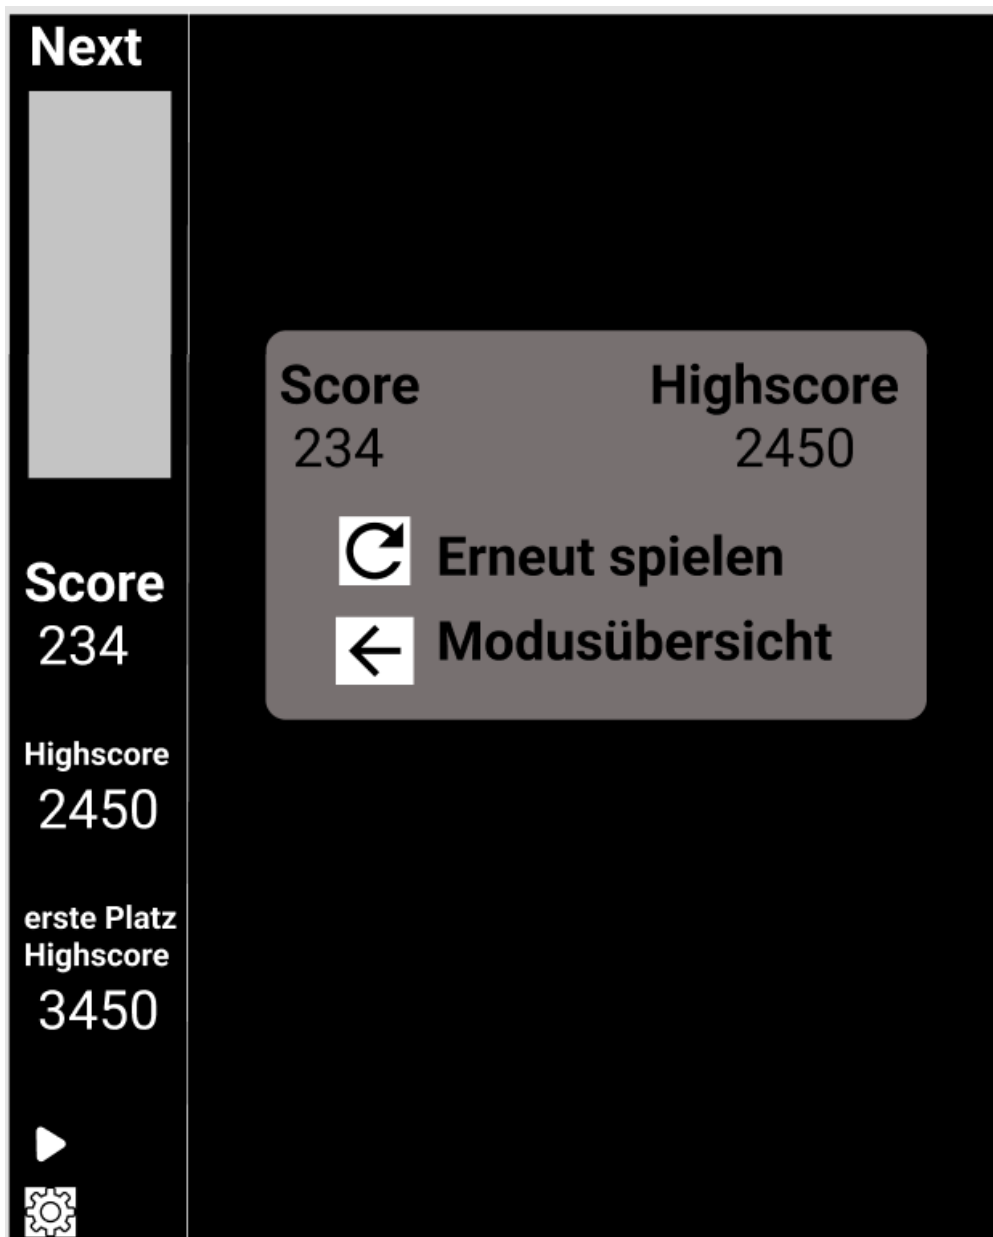 Next
Score
234
Highscore
2450
erste Platz
Highscore
3450
Score
234
Highscore
2450
Erneut spielen
Modusübersicht